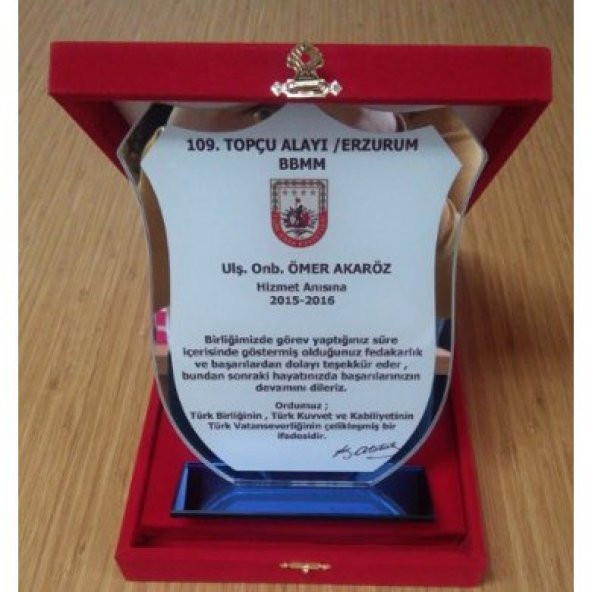 109. TOPÇU ALAYI /ERZURUM
BBMM
Ulş. Onb. ÖMER AKARÖZ
Hizmet Anısına
2015-2016
Birliğimizde görev yaptığınız süre
içerisinde göstermiş olduğunuz fedakarlık
ve başarılardan dolayı teşekkür eder ,
bundan sonraki hayatınızda başarılarınızın
devamını dileriz.
Ordumuz ;
Türk Birliğinin , Türk Kuvvet ve Kabiliyetinin
Türk Vatanseverliğinin çelikleşmiş bir
ifadesidir.